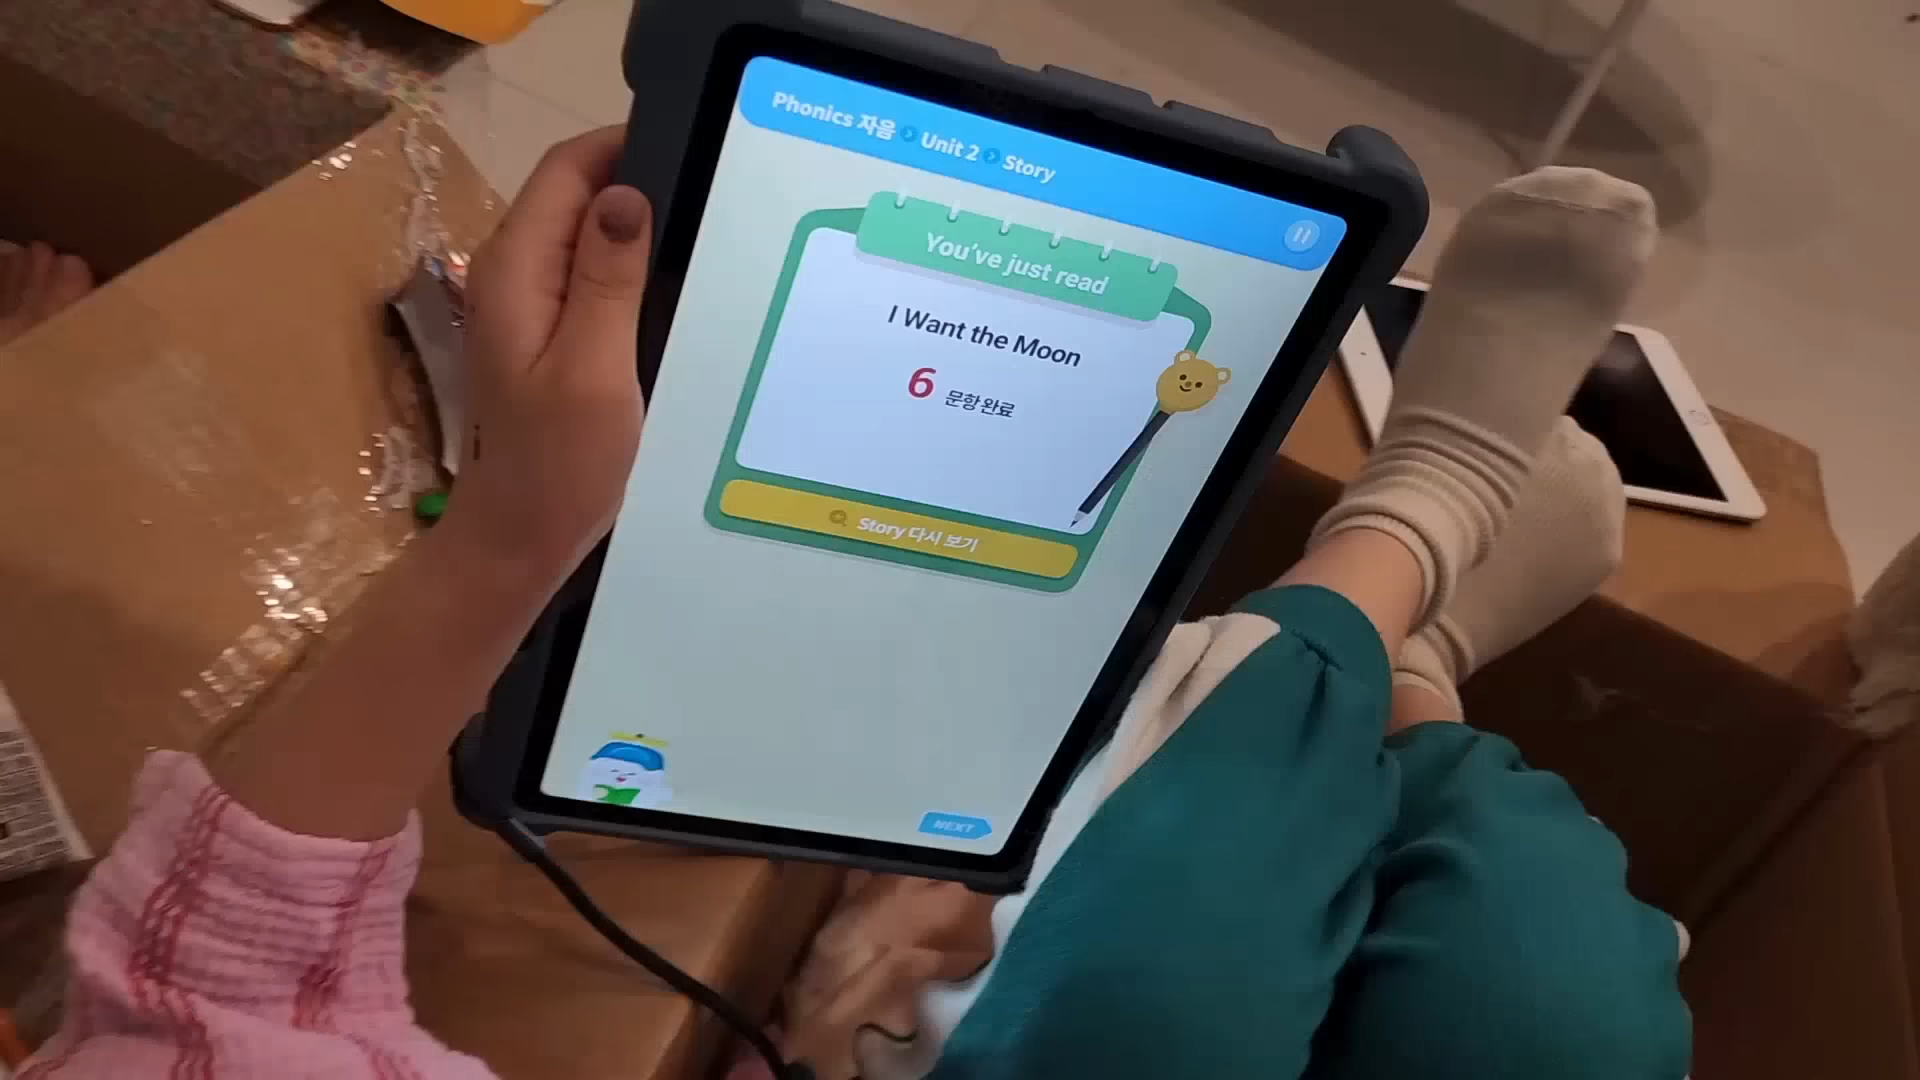 Phonics 자음 > Unit 2 > Story
You've just read
I Want the Moon
6 문항 완료
Story 다시 보기
NEXT